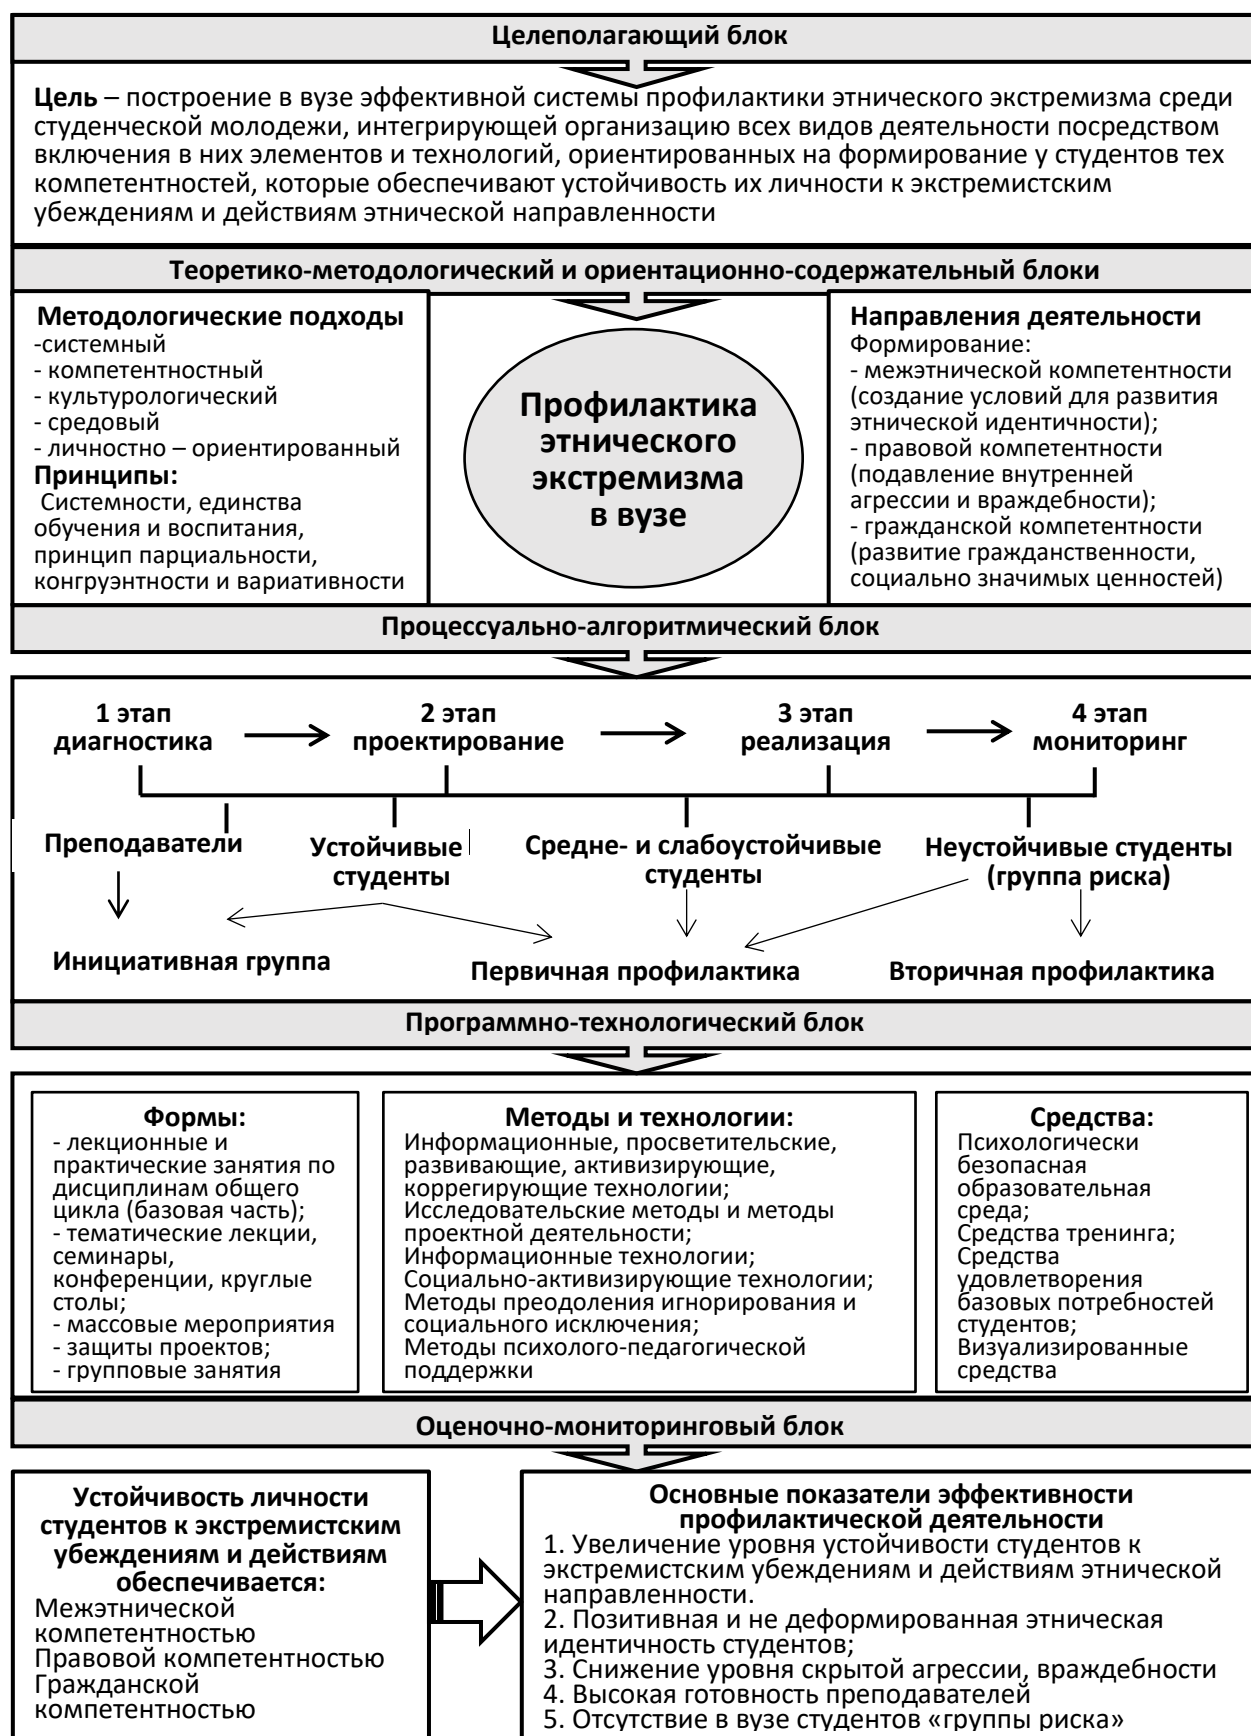 Целеполагающий блок
Цель – построение в вузе эффективной системы профилактики этнического экстремизма среди
студенческой молодежи, интегрирующей организацию всех видов деятельности посредством
включения в них элементов и технологий, ориентированных на формирование у студентов тех
компетентностей, которые обеспечивают устойчивость их личности к экстремистским
убеждениям и действиям этнической направленности
Теоретико-методологический и ориентационно-содержательный блоки
Методологические подходы
-системный
- компетентностный
- культурологический
- средовый
- личностно – ориентированный
Принципы:
Системности, единства
обучения и воспитания,
принцип парциальности,
конгруэнтности и вариативности
Профилактика
этнического
экстремизма
в вузе
Направления деятельности
Формирование:
- межэтнической компетентности
(создание условий для развития
этнической идентичности);
- правовой компетентности
(подавление внутренней
агрессии и враждебности);
- гражданской компетентности
(развитие гражданственности,
социально значимых ценностей)
Процессуально-алгоритмический блок
1 этап
диагностика
2 этап
проектирование
3 этап
реализация
4 этап
мониторинг
Преподаватели
Устойчивые
студенты
Средне- и слабоустойчивые
студенты
Неустойчивые студенты
(группа риска)
Инициативная группа
Первичная профилактика
Вторичная профилактика
Программно-технологический блок
Формы:
- лекционные и
практические занятия по
дисциплинам общего
цикла (базовая часть);
- тематические лекции,
семинары,
конференции, круглые
столы;
- массовые мероприятия
- защиты проектов;
- групповые занятия
Методы и технологии:
Информационные, просветительские,
развивающие, активизирующие,
коррегирующие технологии;
Исследовательские методы и методы
проектной деятельности;
Информационные технологии;
Социально-активизирующие технологии;
Методы преодоления игнорирования и
социального исключения;
Методы психолого-педагогической
поддержки
Средства:
Психологически
безопасная
образовательная
среда;
Средства тренинга;
Средства
удовлетворения
базовых потребностей
студентов;
Визуализированные
средства
Оценочно-мониторинговый блок
Устойчивость личности
студентов к экстремистским
убеждениям и действиям
обеспечивается:
Межэтнической
компетентностью
Правовой компетентностью
Гражданской
компетентностью
Основные показатели эффективности
профилактической деятельности
1. Увеличение уровня устойчивости студентов к
экстремистским убеждениям и действиям этнической
направленности.
2. Позитивная и не деформированная этническая
идентичность студентов;
3. Снижение уровня скрытой агрессии, враждебности
4. Высокая готовность преподавателей
5. Отсутствие в вузе студентов «группы риска»